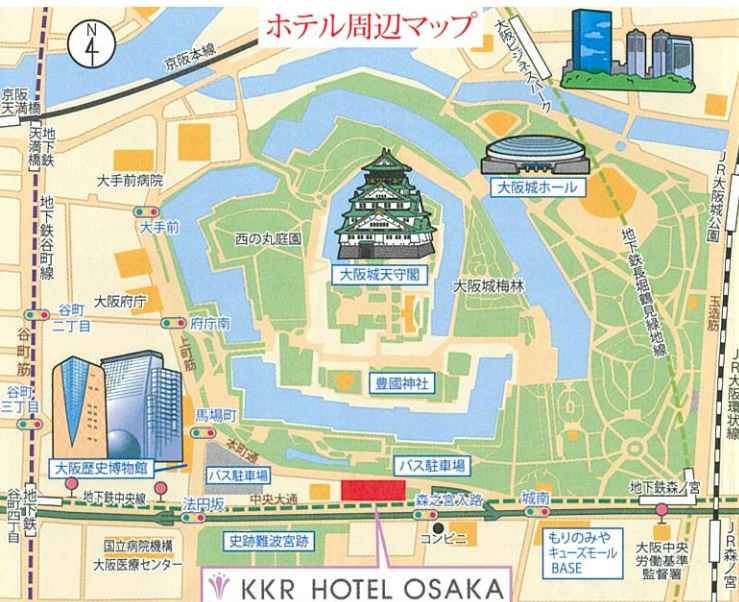 ホテル周辺マップ
N
京阪本線
大阪ビジネスパーク
京阪
天満橋
地下鉄
天満橋
大手前病院
大阪城ホール
JR大阪城公園
大手前
地下鉄谷町線
西の丸庭園
大阪城天守閣
大阪城梅林
地下鉄長堀鶴見緑地線
大阪府庁
谷町
二丁目
府庁南
玉造筋
上町筋
谷町筋
JR大阪環状線
豊國神社
谷町
三丁目
馬場町
本町通
大阪歴史博物館
バス駐車場
バス駐車場
地下鉄
谷町四丁目
地下鉄中央線
中央大通
地下鉄森ノ宮
法円坂
森之宮入路
城南
コンビニ
国立病院機構
大阪医療センター
史跡難波宮跡
もりのみや
キューズモール
BASE
大阪中央
労働基準
監督署
JR森ノ宮
KKR HOTEL OSAKA